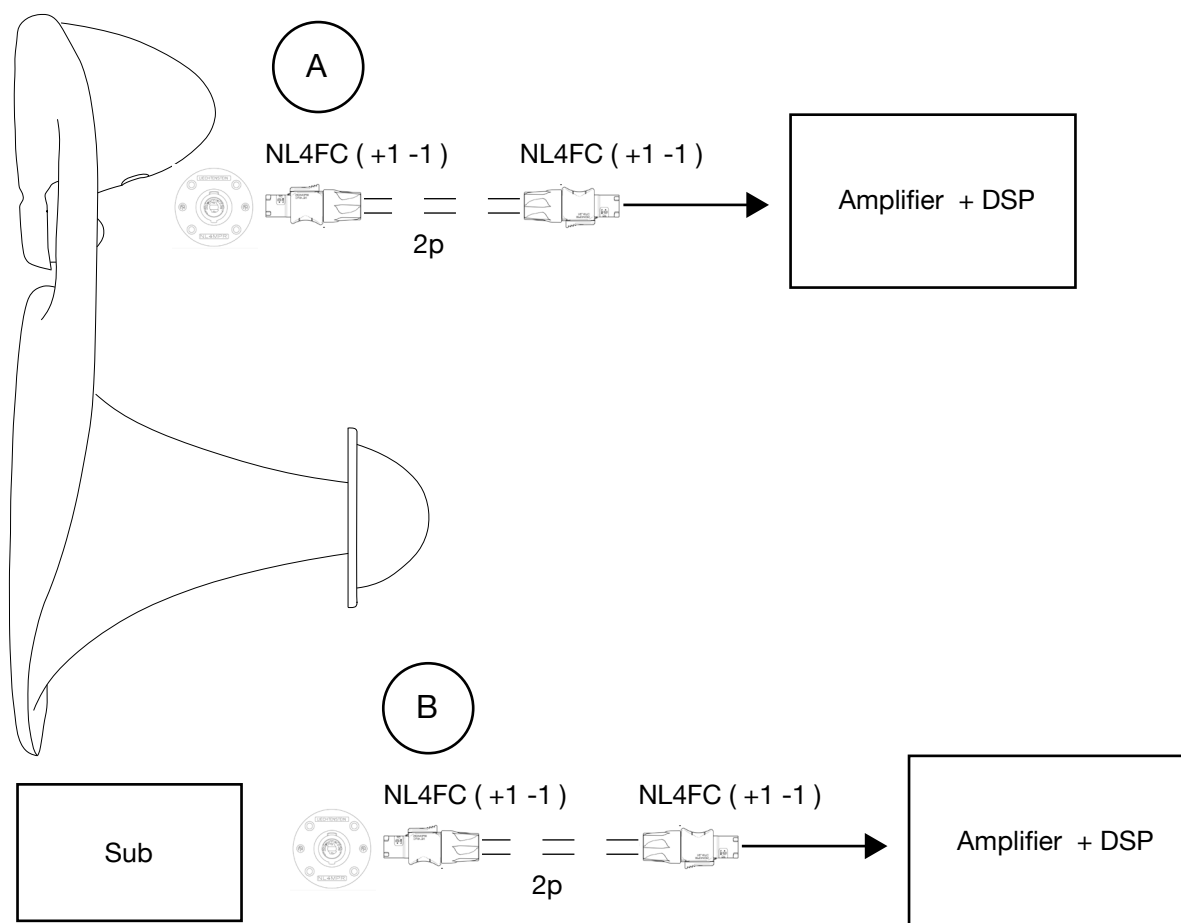 A
NL4FC ( +1 -1 )
NL4FC ( +1 -1 )
2p
Amplifier + DSP
B
NL4FC ( +1 -1 )
NL4FC ( +1 -1 )
2p
Sub
Amplifier + DSP